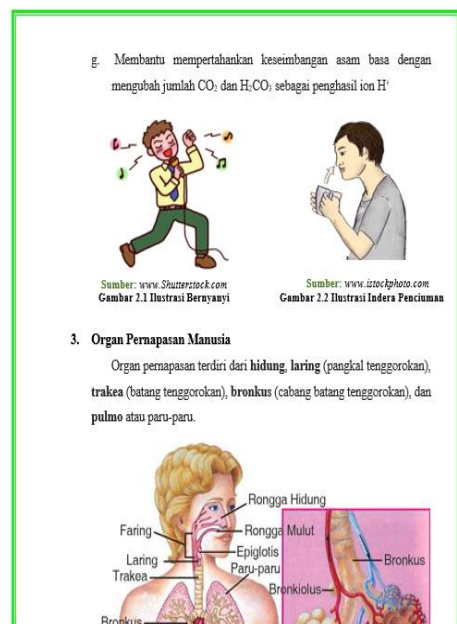 g. Membantu mempertahankan keseimbangan asam basa dengan
mengubah jumlah CO₂ dan H₂CO₃ sebagai penghasil ion H⁺
Sumber: www.Shutterstock.com
Gambar 2.1 Ilustrasi Bernyanyi
Sumber: www.istockphoto.com
Gambar 2.2 Ilustrasi Indera Penciuman
3. Organ Pernapasan Manusia
Organ pernapasan terdiri dari hidung, laring (pangkal tenggorokan),
trakea (batang tenggorokan), bronkus (cabang batang tenggorokan), dan
pulmo atau paru-paru.
Rongga Hidung
Faring
Rongga Mulut
Epiglotis
Laring
Paru-paru
Trakea
Bronkus
Bronkiolus
Bronkus